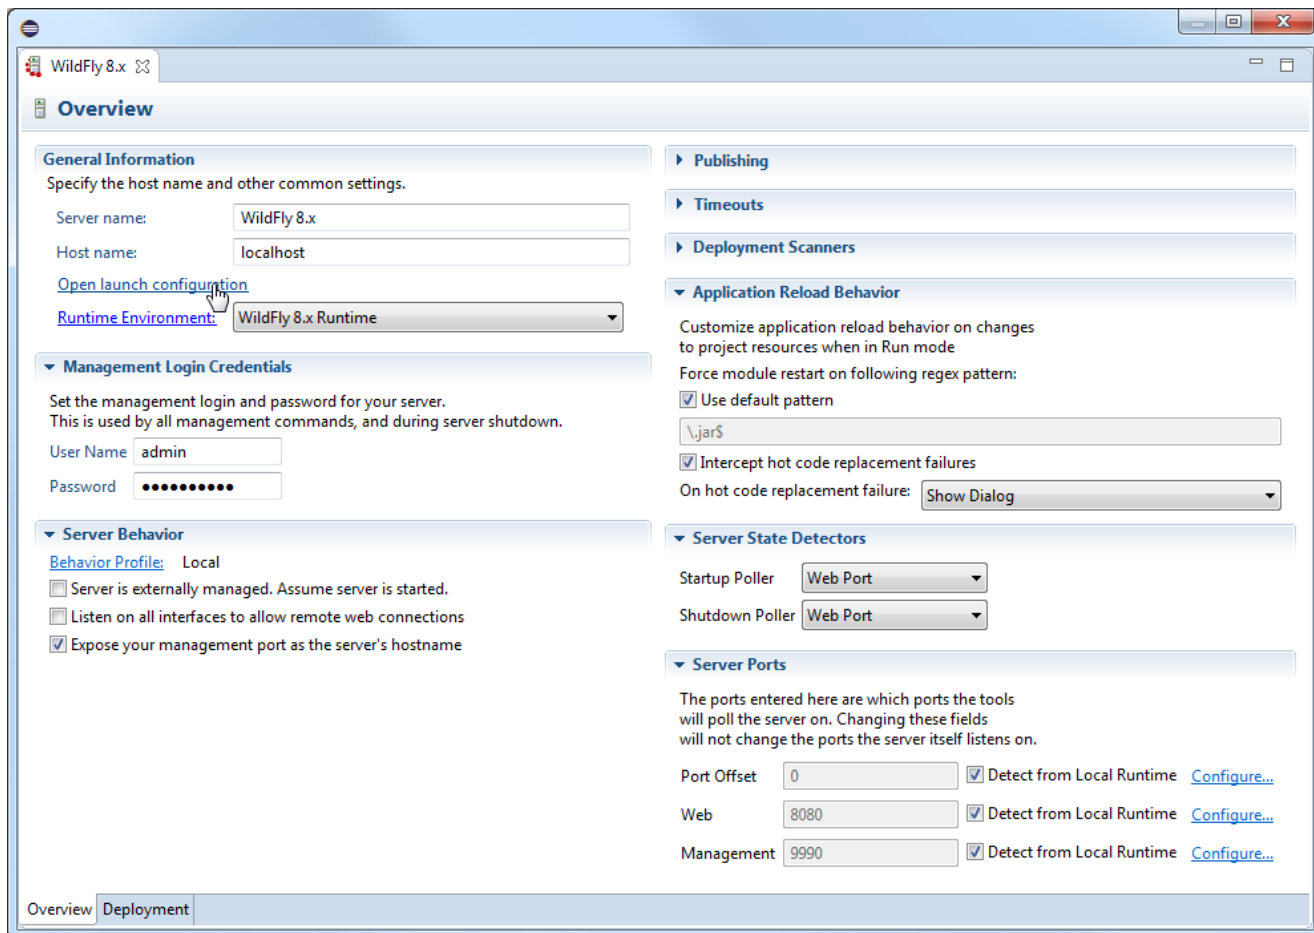 WildFly 8.x
Overview
General Information
Specify the host name and other common settings.
Server name: WildFly 8.x
Host name: localhost
Open launch configuration
Runtime Environment: WildFly 8.x Runtime
Management Login Credentials
Set the management login and password for your server.
This is used by all management commands, and during server shutdown.
User Name admin
Password ●●●●●●●●●●
Server Behavior
Behavior Profile: Local
Server is externally managed. Assume server is started.
Listen on all interfaces to allow remote web connections
Expose your management port as the server's hostname
Publishing
Timeouts
Deployment Scanners
Application Reload Behavior
Customize application reload behavior on changes
to project resources when in Run mode
Force module restart on following regex pattern:
Use default pattern
\.jar$
Intercept hot code replacement failures
On hot code replacement failure: Show Dialog
Server State Detectors
Startup Poller Web Port
Shutdown Poller Web Port
Server Ports
The ports entered here are which ports the tools
will poll the server on. Changing these fields
will not change the ports the server itself listens on.
Port Offset 0 Detect from Local Runtime Configure...
Web 8080 Detect from Local Runtime Configure...
Management 9990 Detect from Local Runtime Configure...
Overview Deployment